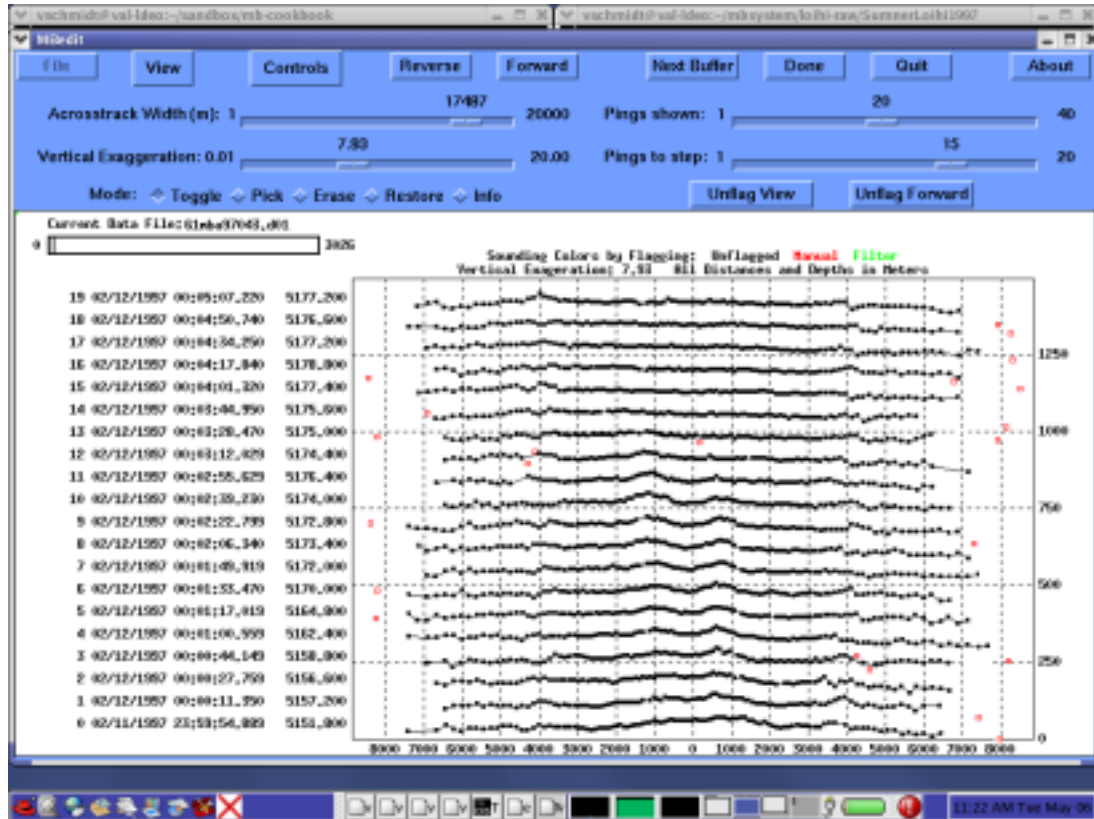 vschmidt@val-ldeo:~/sandbox/mb-cookbook
vschmidt@val-ldeo:~/mbsystem/loihi-raw/SumnerLoihi1997
MBedit
File View Controls Reverse Forward Next Buffer Done Quit About
17487 20
Acrosstrack Width (m): 1 20000 Pings shown: 1 40
7.93 15
Vertical Exaggeration: 0.01 20.00 Pings to step: 1 20
Mode: Toggle Pick Erase Restore Info Unflag View Unflag Forward
Current Data File:
0 3026
Sounding Colors by Flagging: Unflagged Manual Filter
Vertical Exageration: 7.93 All Distances and Depths in Meters
19 02/12/1997 00:05:07.220 5177.200
18 02/12/1997 00:04:50.740 5176.600
17 02/12/1997 00:04:34.250 5177.200
16 02/12/1997 00:04:17.840 5178.800
15 02/12/1997 00:04:01.320 5177.400
14 02/12/1997 00:03:44.950 5175.600
13 02/12/1997 00:03:28.470 5175.000
12 02/12/1997 00:03:12.029 5174.400
11 02/12/1997 00:02:55.629 5176.400
10 02/12/1997 00:02:39.230 5174.000
9 02/12/1997 00:02:22.799 5172.800
8 02/12/1997 00:02:06.340 5173.400
7 02/12/1997 00:01:49.919 5172.000
6 02/12/1997 00:01:33.470 5170.000
5 02/12/1997 00:01:17.019 5164.800
4 02/12/1997 00:01:00.559 5162.400
3 02/12/1997 00:00:44.149 5158.800
2 02/12/1997 00:00:27.759 5156.600
1 02/12/1997 00:00:11.350 5157.200
0 02/11/1997 23:59:54.889 5151.800
1250
1000
750
500
250
0
8000 7000 6000 5000 4000 3000 2000 1000 0 1000 2000 3000 4000 5000 6000 7000 8000
11:22 AM Tue May 06